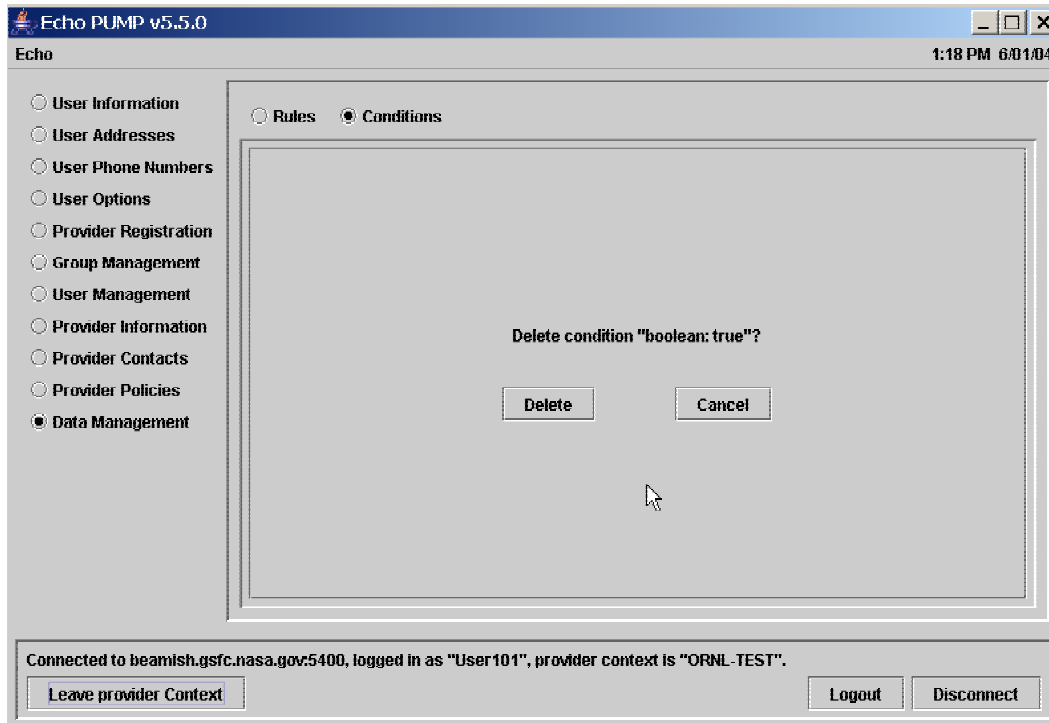 Echo PUMP v5.5.0
Echo
1:18 PM 6/01/04
User Information
User Addresses
User Phone Numbers
User Options
Provider Registration
Group Management
User Management
Provider Information
Provider Contacts
Provider Policies
Data Management
Rules
Conditions
Delete condition "boolean: true"?
Delete
Cancel
Connected to beamish.gsfc.nasa.gov:5400, logged in as "User101", provider context is "ORNL-TEST".
Leave provider Context
Logout
Disconnect